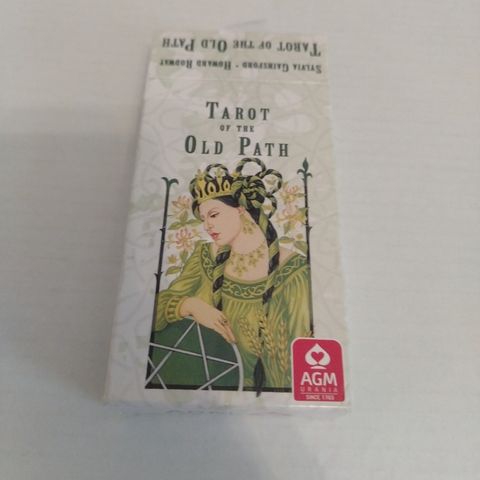 TAROT OF THE OLD PATH
SYLVIA GAINSFORD · HOWARD RODWAY
TAROT
OF THE
OLD PATH
AGM
URANIA
SINCE 1765